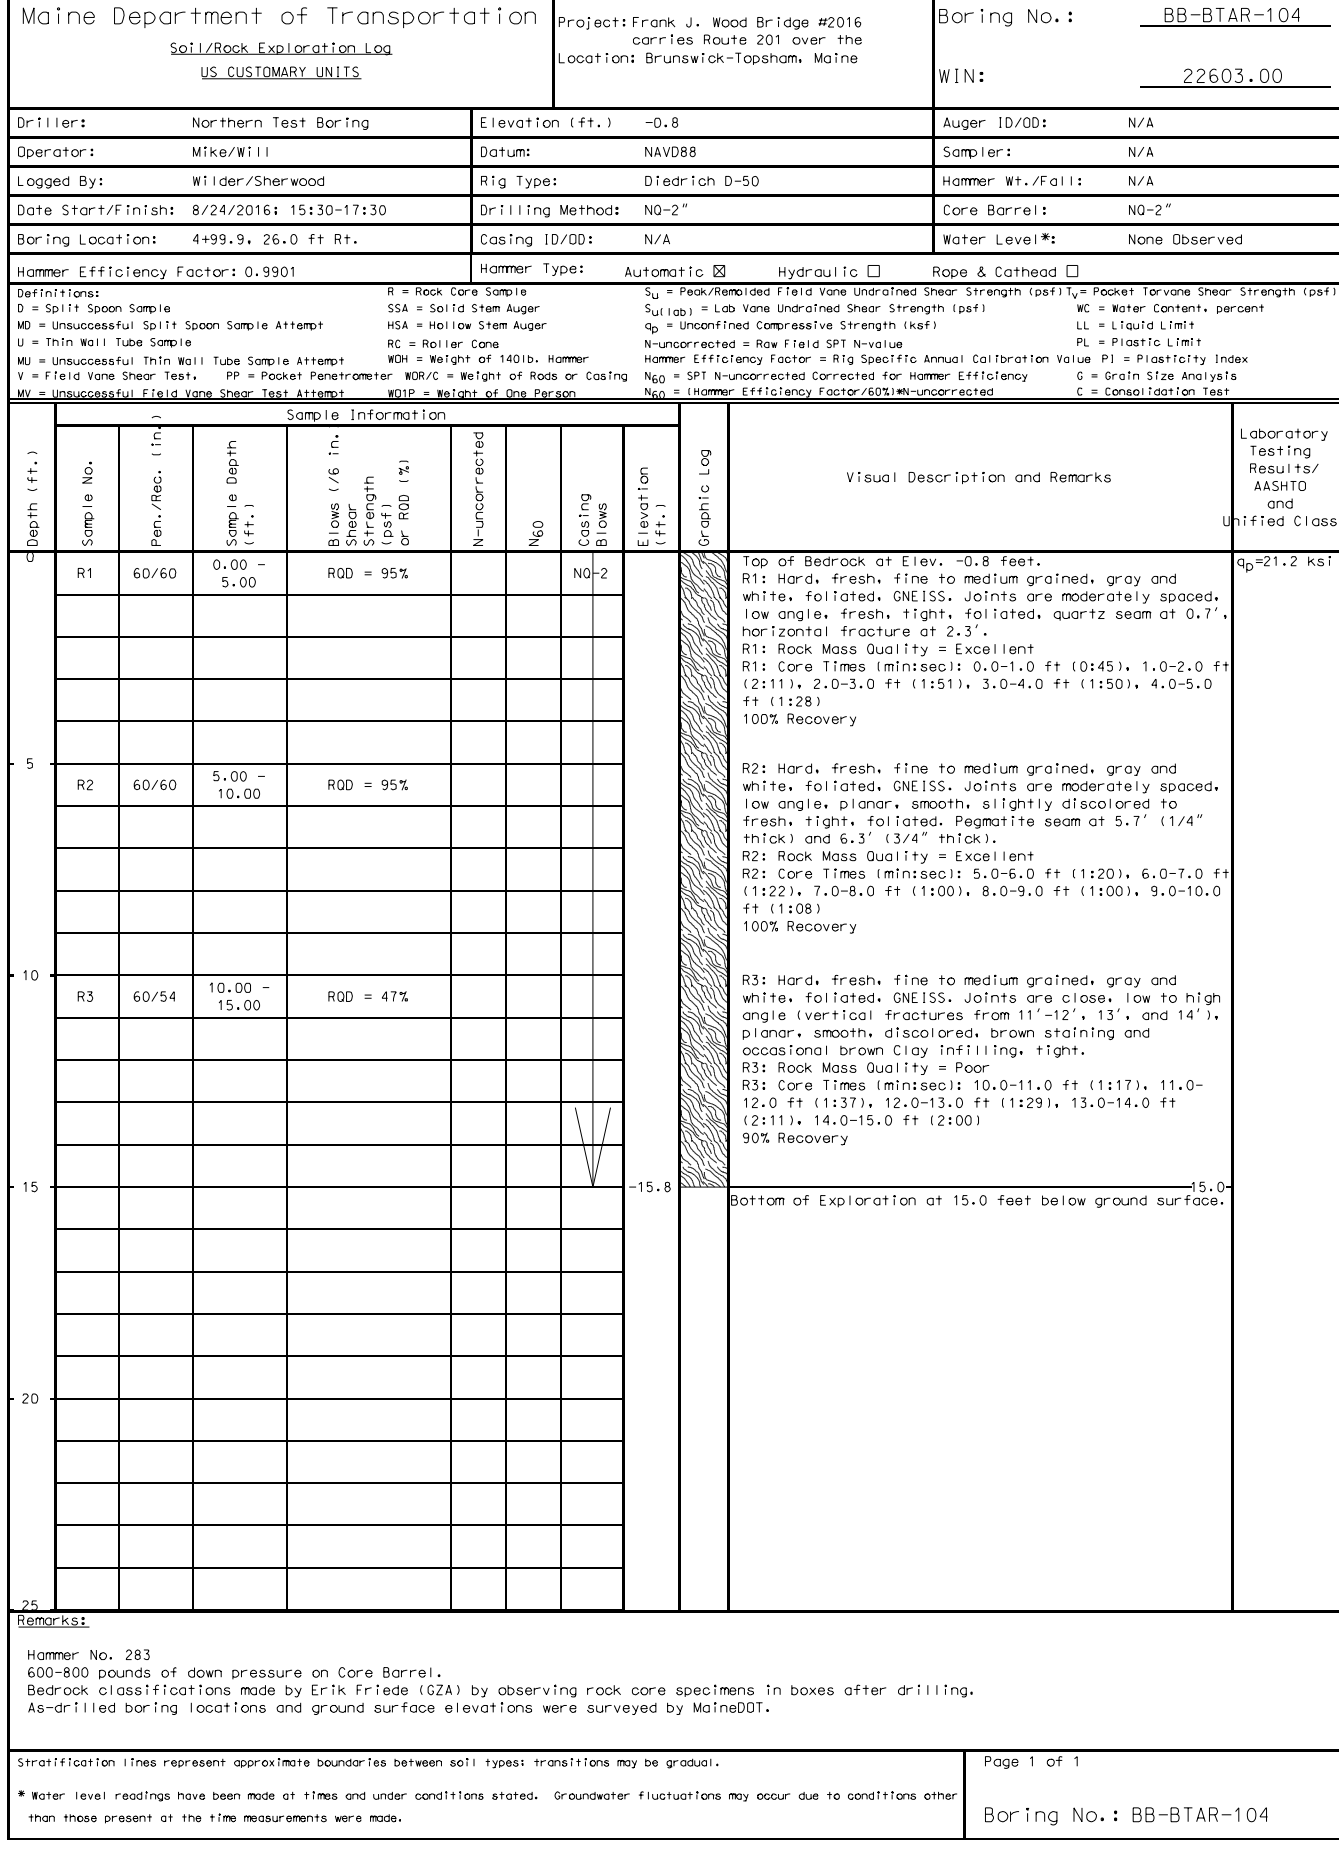 Maine Department of Transportation
Soil/Rock Exploration Log
US CUSTOMARY UNITS
Project: Frank J. Wood Bridge #2016
carries Route 201 over the
Location: Brunswick-Topsham, Maine
Boring No.: BB-BTAR-104
WIN: 22603.00
Driller: Northern Test Boring Elevation (ft.) -0.8 Auger ID/OD: N/A
Operator: Mike/Will Datum: NAVD88 Sampler: N/A
Logged By: Wilder/Sherwood Rig Type: Diedrich D-50 Hammer Wt./Fall: N/A
Date Start/Finish: 8/24/2016; 15:30-17:30 Drilling Method: NQ-2" Core Barrel: NQ-2"
Boring Location: 4+99.9, 26.0 ft Rt. Casing ID/OD: N/A Water Level*: None Observed
Hammer Efficiency Factor: 0.9901 Hammer Type: Automatic ☒ Hydraulic ☐ Rope & Cathead ☐
Definitions: R = Rock Core Sample Su = Peak/Remolded Field Vane Undrained Shear Strength (psf) Tv = Pocket Torvane Shear Strength (psf)
D = Split Spoon Sample SSA = Solid Stem Auger Su(lab) = Lab Vane Undrained Shear Strength (psf) WC = Water Content, percent
MD = Unsuccessful Split Spoon Sample Attempt HSA = Hollow Stem Auger qp = Unconfined Compressive Strength (ksf) LL = Liquid Limit
U = Thin Wall Tube Sample RC = Roller Cone N-uncorrected = Raw Field SPT N-value PL = Plastic Limit
MU = Unsuccessful Thin Wall Tube Sample Attempt WOH = Weight of 140lb. Hammer Hammer Efficiency Factor = Rig Specific Annual Calibration Value PI = Plasticity Index
V = Field Vane Shear Test, PP = Pocket Penetrometer WOR/C = Weight of Rods or Casing N60 = SPT N-uncorrected Corrected for Hammer Efficiency G = Grain Size Analysis
MV = Unsuccessful Field Vane Shear Test Attempt WO1P = Weight of One Person N60 = (Hammer Efficiency Factor/60%)*N-uncorrected C = Consolidation Test
Sample Information
Depth (ft.)
Sample No.
Pen./Rec. (in.)
Sample Depth
(ft.)
Blows (/6 in.
Shear
Strength
(psf)
or RQD (%)
N-uncorrected
N60
Casing
Blows
Elevation
(ft.)
Graphic Log
Visual Description and Remarks
Laboratory
Testing
Results/
AASHTO
and
Unified Class
0
R1 60/60 0.00 -
5.00 RQD = 95% NQ-2
Top of Bedrock at Elev. -0.8 feet.
R1: Hard, fresh, fine to medium grained, gray and
white, foliated, GNEISS. Joints are moderately spaced,
low angle, fresh, tight, foliated, quartz seam at 0.7',
horizontal fracture at 2.3'.
R1: Rock Mass Quality = Excellent
R1: Core Times (min:sec): 0.0-1.0 ft (0:45), 1.0-2.0 ft
(2:11), 2.0-3.0 ft (1:51), 3.0-4.0 ft (1:50), 4.0-5.0
ft (1:28)
100% Recovery
qp=21.2 ksi
5
R2 60/60 5.00 -
10.00 RQD = 95%
R2: Hard, fresh, fine to medium grained, gray and
white, foliated, GNEISS. Joints are moderately spaced,
low angle, planar, smooth, slightly discolored to
fresh, tight, foliated. Pegmatite seam at 5.7' (1/4"
thick) and 6.3' (3/4" thick).
R2: Rock Mass Quality = Excellent
R2: Core Times (min:sec): 5.0-6.0 ft (1:20), 6.0-7.0 ft
(1:22), 7.0-8.0 ft (1:00), 8.0-9.0 ft (1:00), 9.0-10.0
ft (1:08)
100% Recovery
10
R3 60/54 10.00 -
15.00 RQD = 47%
R3: Hard, fresh, fine to medium grained, gray and
white, foliated, GNEISS. Joints are close, low to high
angle (vertical fractures from 11'-12', 13', and 14'),
planar, smooth, discolored, brown staining and
occasional brown Clay infilling, tight.
R3: Rock Mass Quality = Poor
R3: Core Times (min:sec): 10.0-11.0 ft (1:17), 11.0-
12.0 ft (1:37), 12.0-13.0 ft (1:29), 13.0-14.0 ft
(2:11), 14.0-15.0 ft (2:00)
90% Recovery
15 -15.8 15.0
Bottom of Exploration at 15.0 feet below ground surface.
20
25
Remarks:
Hammer No. 283
600-800 pounds of down pressure on Core Barrel.
Bedrock classifications made by Erik Friede (GZA) by observing rock core specimens in boxes after drilling.
As-drilled boring locations and ground surface elevations were surveyed by MaineDOT.
Stratification lines represent approximate boundaries between soil types; transitions may be gradual.
* Water level readings have been made at times and under conditions stated. Groundwater fluctuations may occur due to conditions other
than those present at the time measurements were made.
Page 1 of 1
Boring No.: BB-BTAR-104